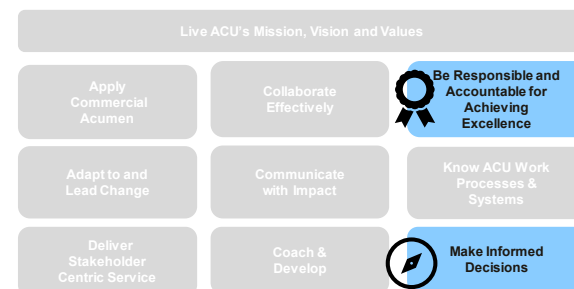 Live ACU's Mission, Vision and Values
Apply
Commercial
Acumen
Collaborate
Effectively
Be Responsible and
Accountable for
Achieving
Excellence
Adapt to and
Lead Change
Communicate
with Impact
Know ACU Work
Processes &
Systems
Deliver
Stakeholder
Centric Service
Coach &
Develop
Make Informed
Decisions